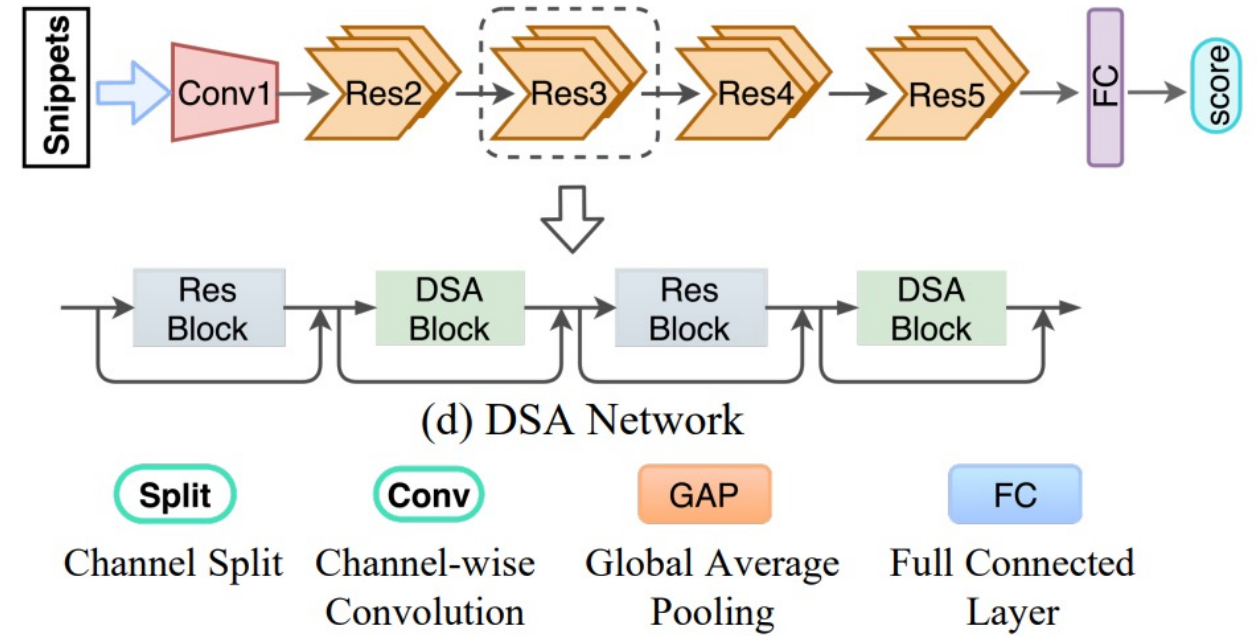 Snippets
Conv1
Res2
Res3
Res4
Res5
FC
score
Res
Block
DSA
Block
Res
Block
DSA
Block
(d) DSA Network
Split
Conv
GAP
FC
Channel Split
Channel-wise
Convolution
Global Average
Pooling
Full Connected
Layer